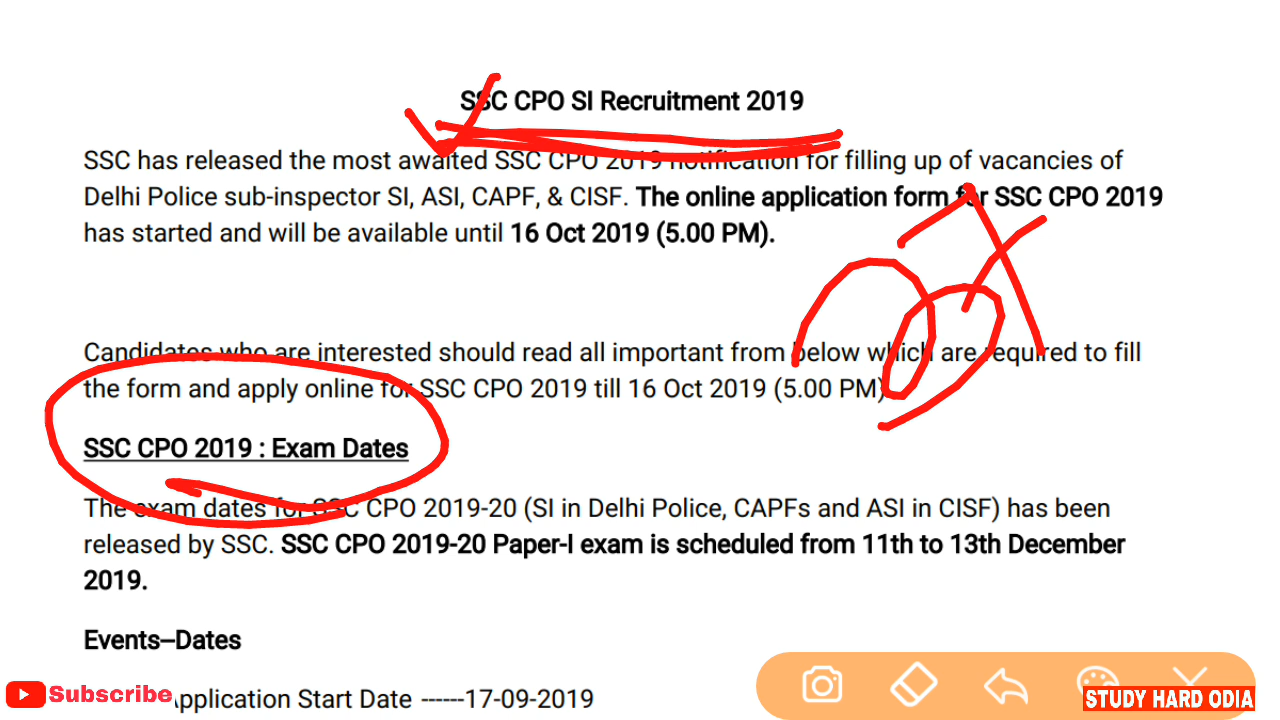 SSC CPO SI Recruitment 2019
SSC has released the most awaited SSC CPO 2019 notification for filling up of vacancies of
Delhi Police sub-inspector SI, ASI, CAPF, & CISF. The online application form for SSC CPO 2019
has started and will be available until 16 Oct 2019 (5.00 PM).
Candidates who are interested should read all important from below which are required to fill
the form and apply online for SSC CPO 2019 till 16 Oct 2019 (5.00 PM)
SSC CPO 2019 : Exam Dates
The exam dates for SSC CPO 2019-20 (SI in Delhi Police, CAPFs and ASI in CISF) has been
released by SSC. SSC CPO 2019-20 Paper-I exam is scheduled from 11th to 13th December
2019.
Events–Dates
pplication Start Date ------17-09-2019
Subscribe
STUDY HARD ODIA